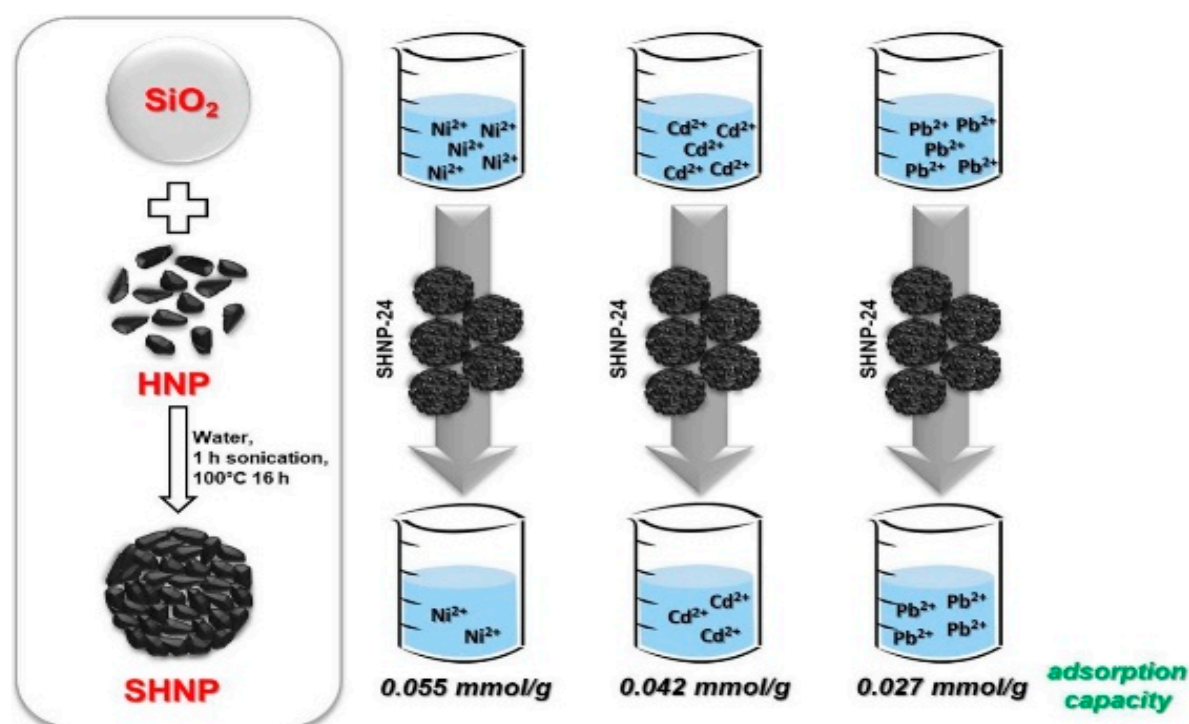 SiO₂
HNP
Water,
1 h sonication,
100°C 16 h
SHNP
Ni²⁺ Ni²⁺
Ni²⁺
Ni²⁺ Ni²⁺
SHNP-24
Ni²⁺
Ni²⁺
0.055 mmol/g
Cd²⁺ Cd²⁺
Cd²⁺
Cd²⁺ Cd²⁺
SHNP-24
Cd²⁺ Cd²⁺
Cd²⁺
0.042 mmol/g
Pb²⁺ Pb²⁺
Pb²⁺
Pb²⁺ Pb²⁺
SHNP-24
Pb²⁺ Pb²⁺
Pb²⁺ Pb²⁺
0.027 mmol/g
adsorption
capacity